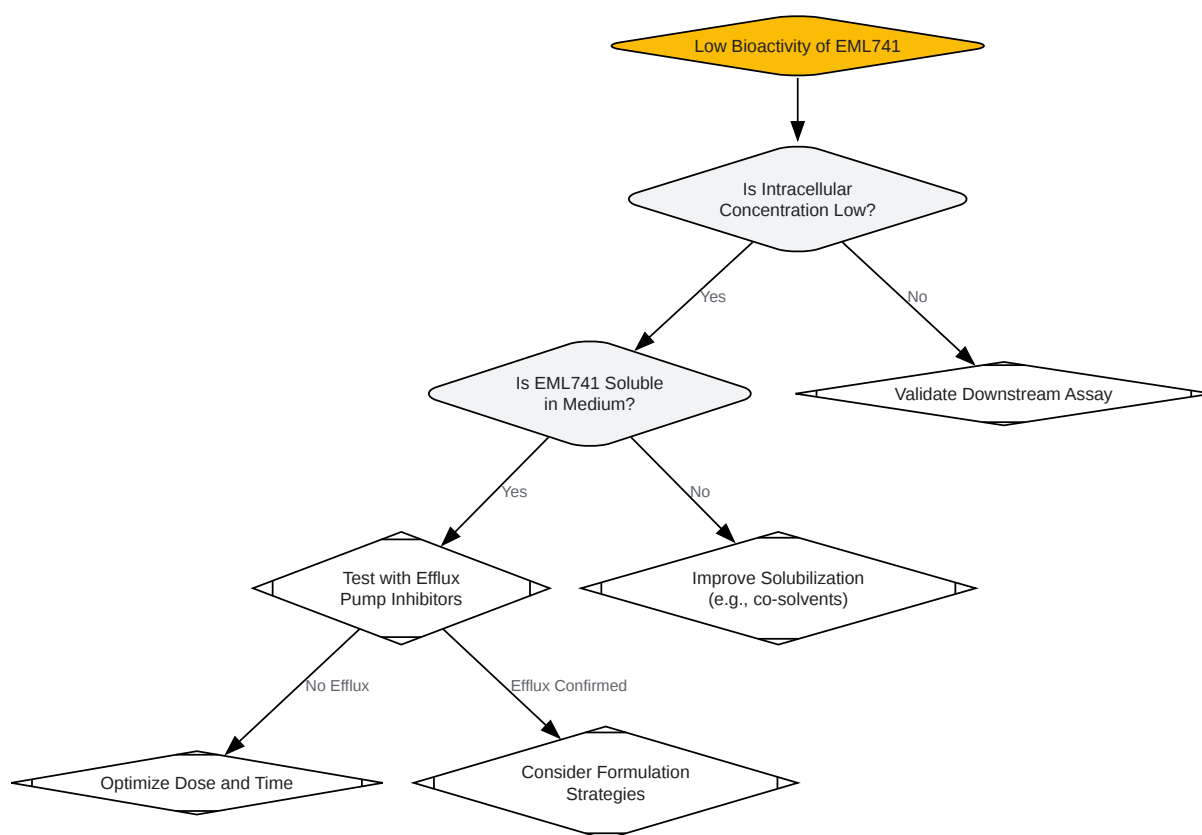 Low Bioactivity of EML741
Is Intracellular
Concentration Low?
Yes
No
Is EML741 Soluble
in Medium?
Validate Downstream Assay
Yes
No
Test with Efflux
Pump Inhibitors
Improve Solubilization
(e.g., co-solvents)
No Efflux
Efflux Confirmed
Optimize Dose and Time
Consider Formulation
Strategies